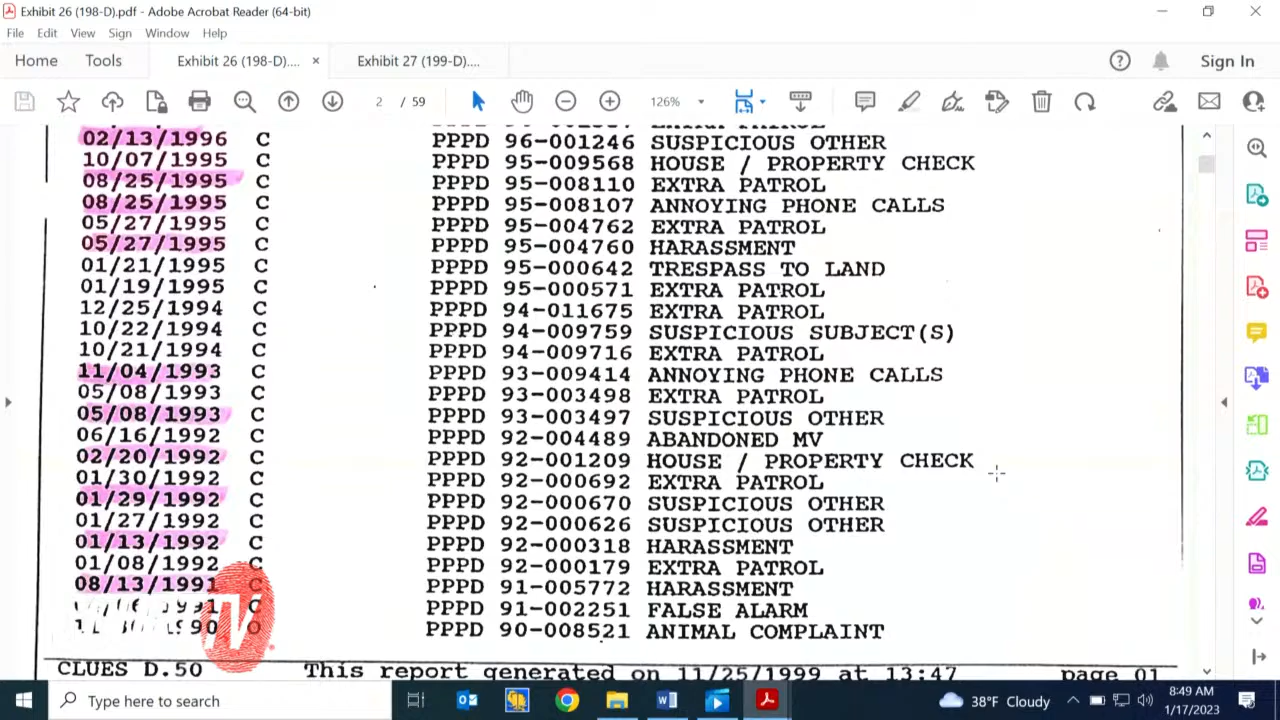 Exhibit 26 (198-D).pdf - Adobe Acrobat Reader (64-bit)
File Edit View Sign Window Help
Home Tools Exhibit 26 (198-D).... × Exhibit 27 (199-D).... Sign In
2 / 59 126%
02/13/1996 C PPPD 96-001246 SUSPICIOUS OTHER
10/07/1995 C PPPD 95-009568 HOUSE / PROPERTY CHECK
08/25/1995 C PPPD 95-008110 EXTRA PATROL
08/25/1995 C PPPD 95-008107 ANNOYING PHONE CALLS
05/27/1995 C PPPD 95-004762 EXTRA PATROL
05/27/1995 C PPPD 95-004760 HARASSMENT
01/21/1995 C PPPD 95-000642 TRESPASS TO LAND
01/19/1995 C PPPD 95-000571 EXTRA PATROL
12/25/1994 C PPPD 94-011675 EXTRA PATROL
10/22/1994 C PPPD 94-009759 SUSPICIOUS SUBJECT(S)
10/21/1994 C PPPD 94-009716 EXTRA PATROL
11/04/1993 C PPPD 93-009414 ANNOYING PHONE CALLS
05/08/1993 C PPPD 93-003498 EXTRA PATROL
05/08/1993 C PPPD 93-003497 SUSPICIOUS OTHER
06/16/1992 C PPPD 92-004489 ABANDONED MV
02/20/1992 C PPPD 92-001209 HOUSE / PROPERTY CHECK
01/30/1992 C PPPD 92-000692 EXTRA PATROL
01/29/1992 C PPPD 92-000670 SUSPICIOUS OTHER
01/27/1992 C PPPD 92-000626 SUSPICIOUS OTHER
01/13/1992 C PPPD 92-000318 HARASSMENT
01/08/1992 C PPPD 92-000179 EXTRA PATROL
08/13/1991 C PPPD 91-005772 HARASSMENT
PPPD 91-002251 FALSE ALARM
PPPD 90-008521 ANIMAL COMPLAINT
TV
CLUES D.50 This report generated on 11/25/1999 at 13:47 page 01
Type here to search 38°F Cloudy 8:49 AM
1/17/2023